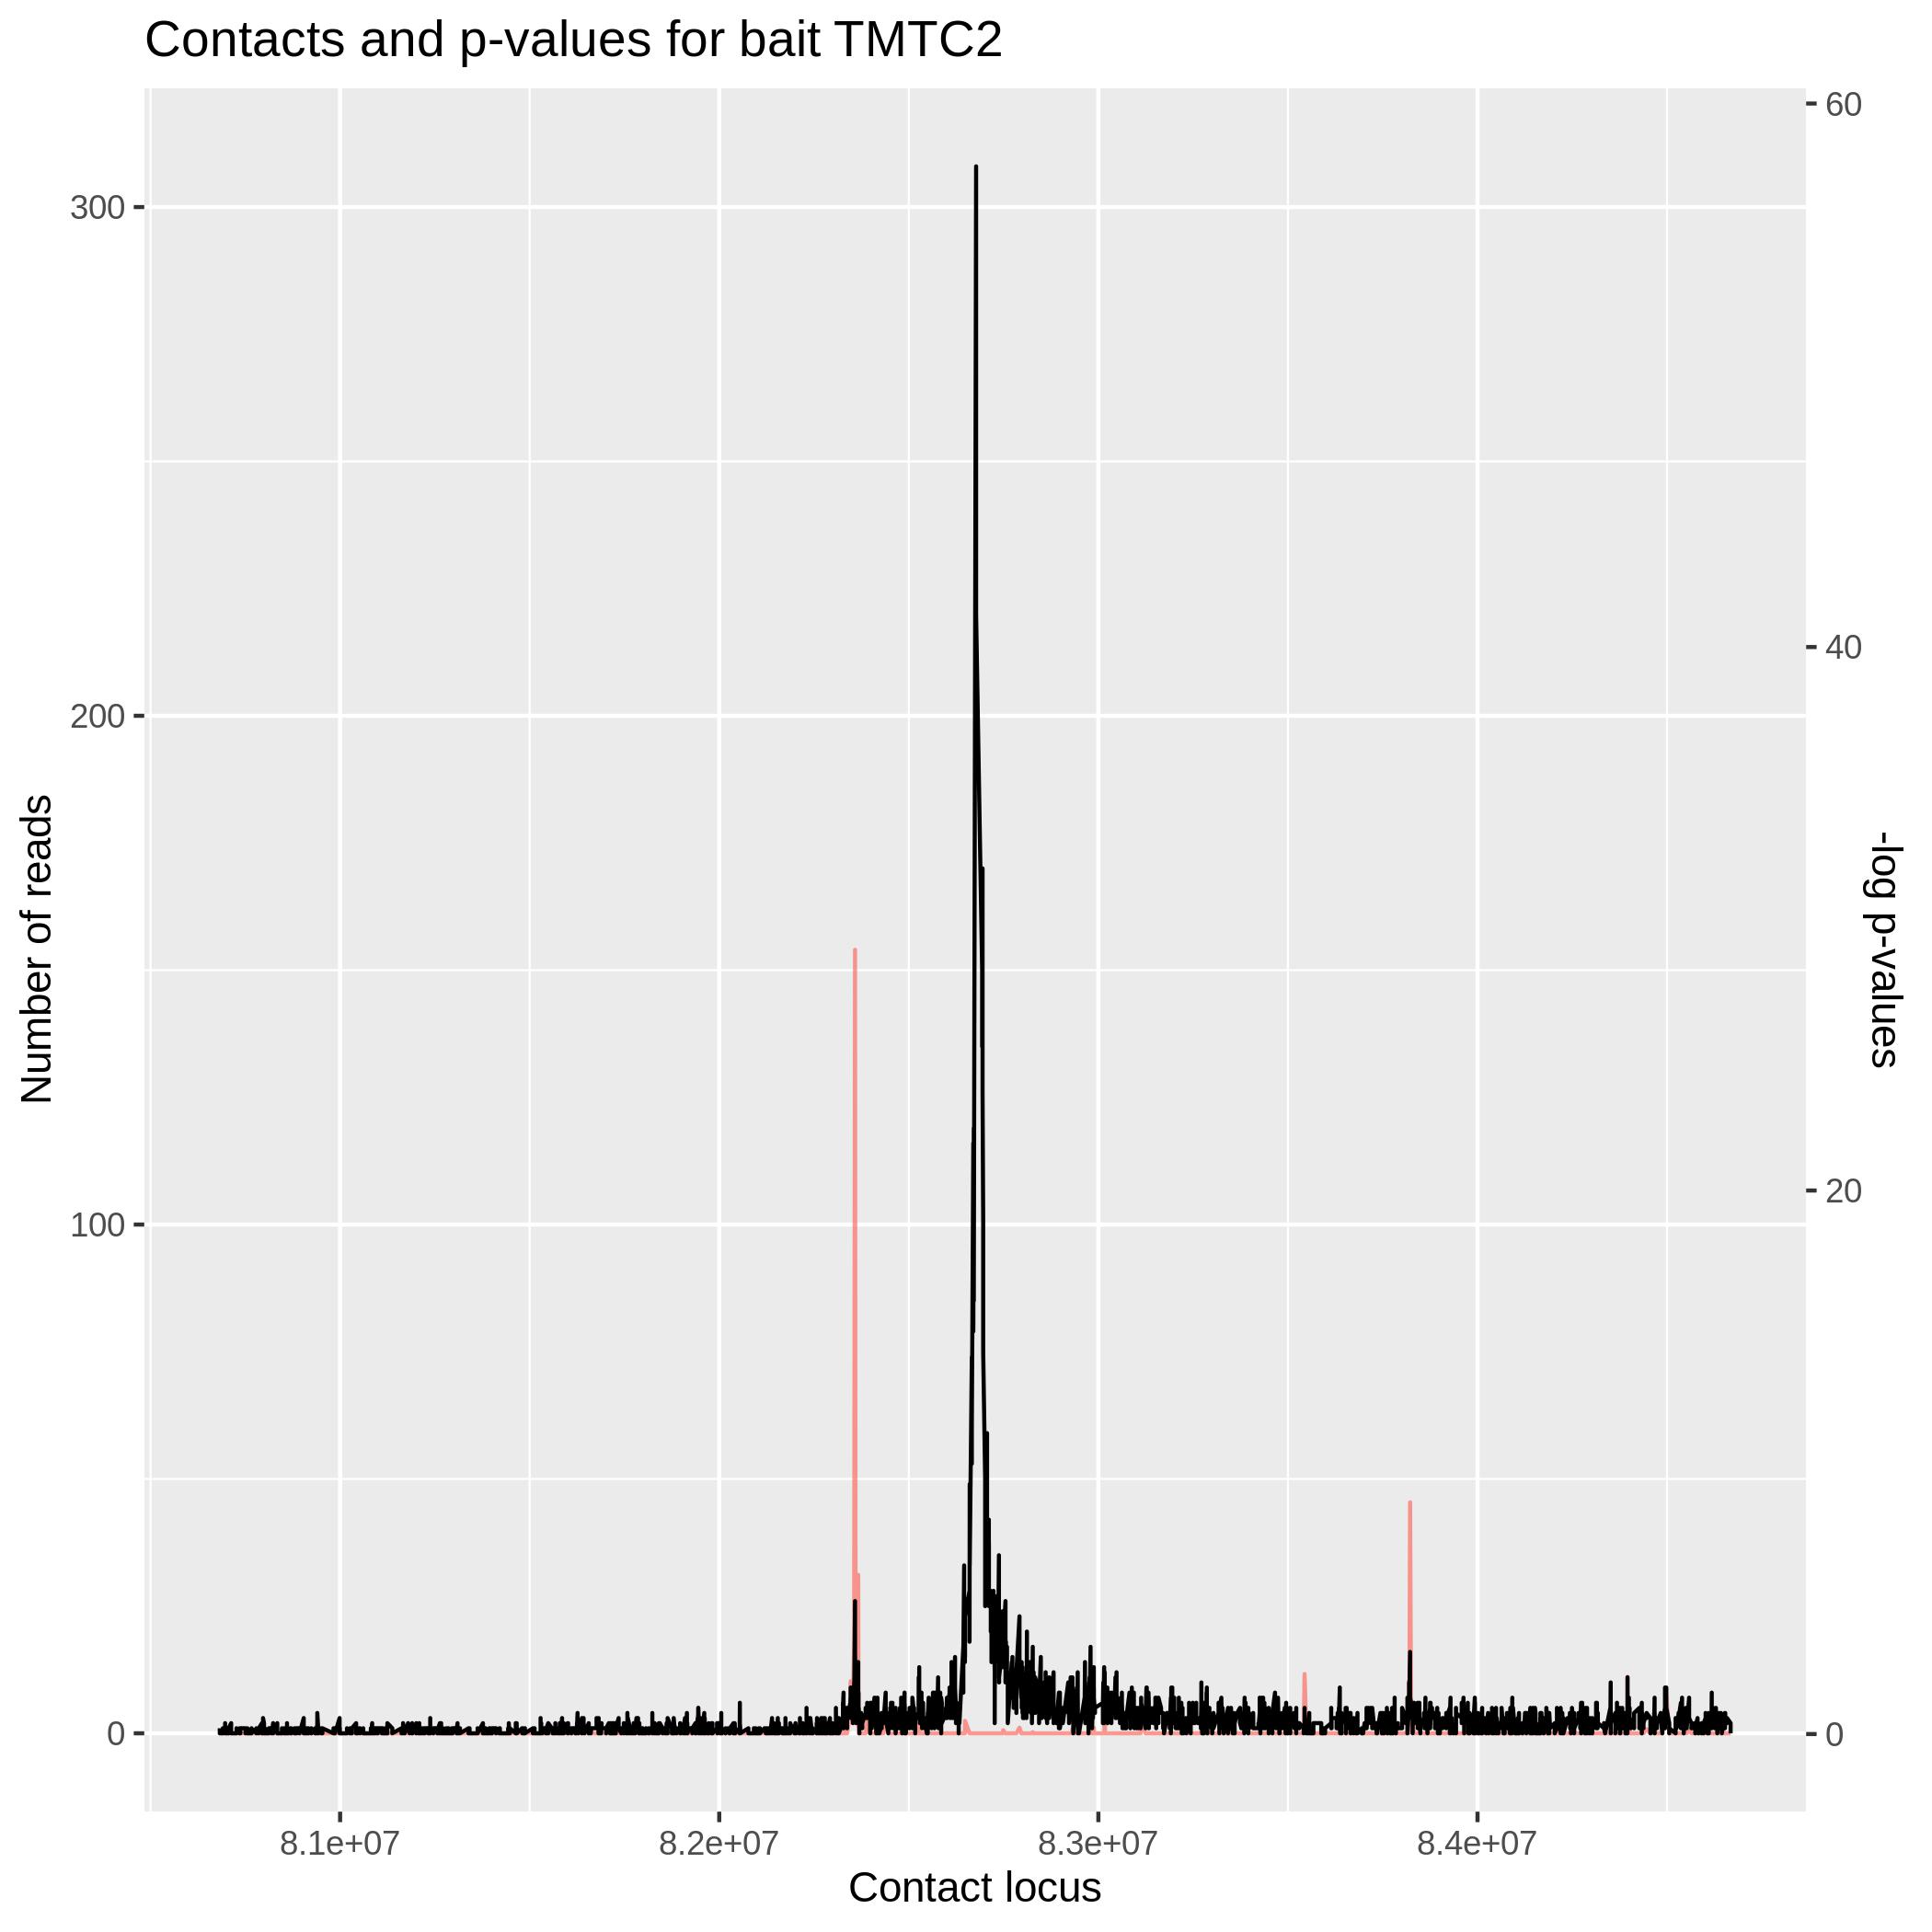 Contacts and p-values for bait TMTC2
60
300
40
200
Number of reads
-log p-values
20
100
0
0
8.1e+07
8.2e+07
8.3e+07
8.4e+07
Contact locus